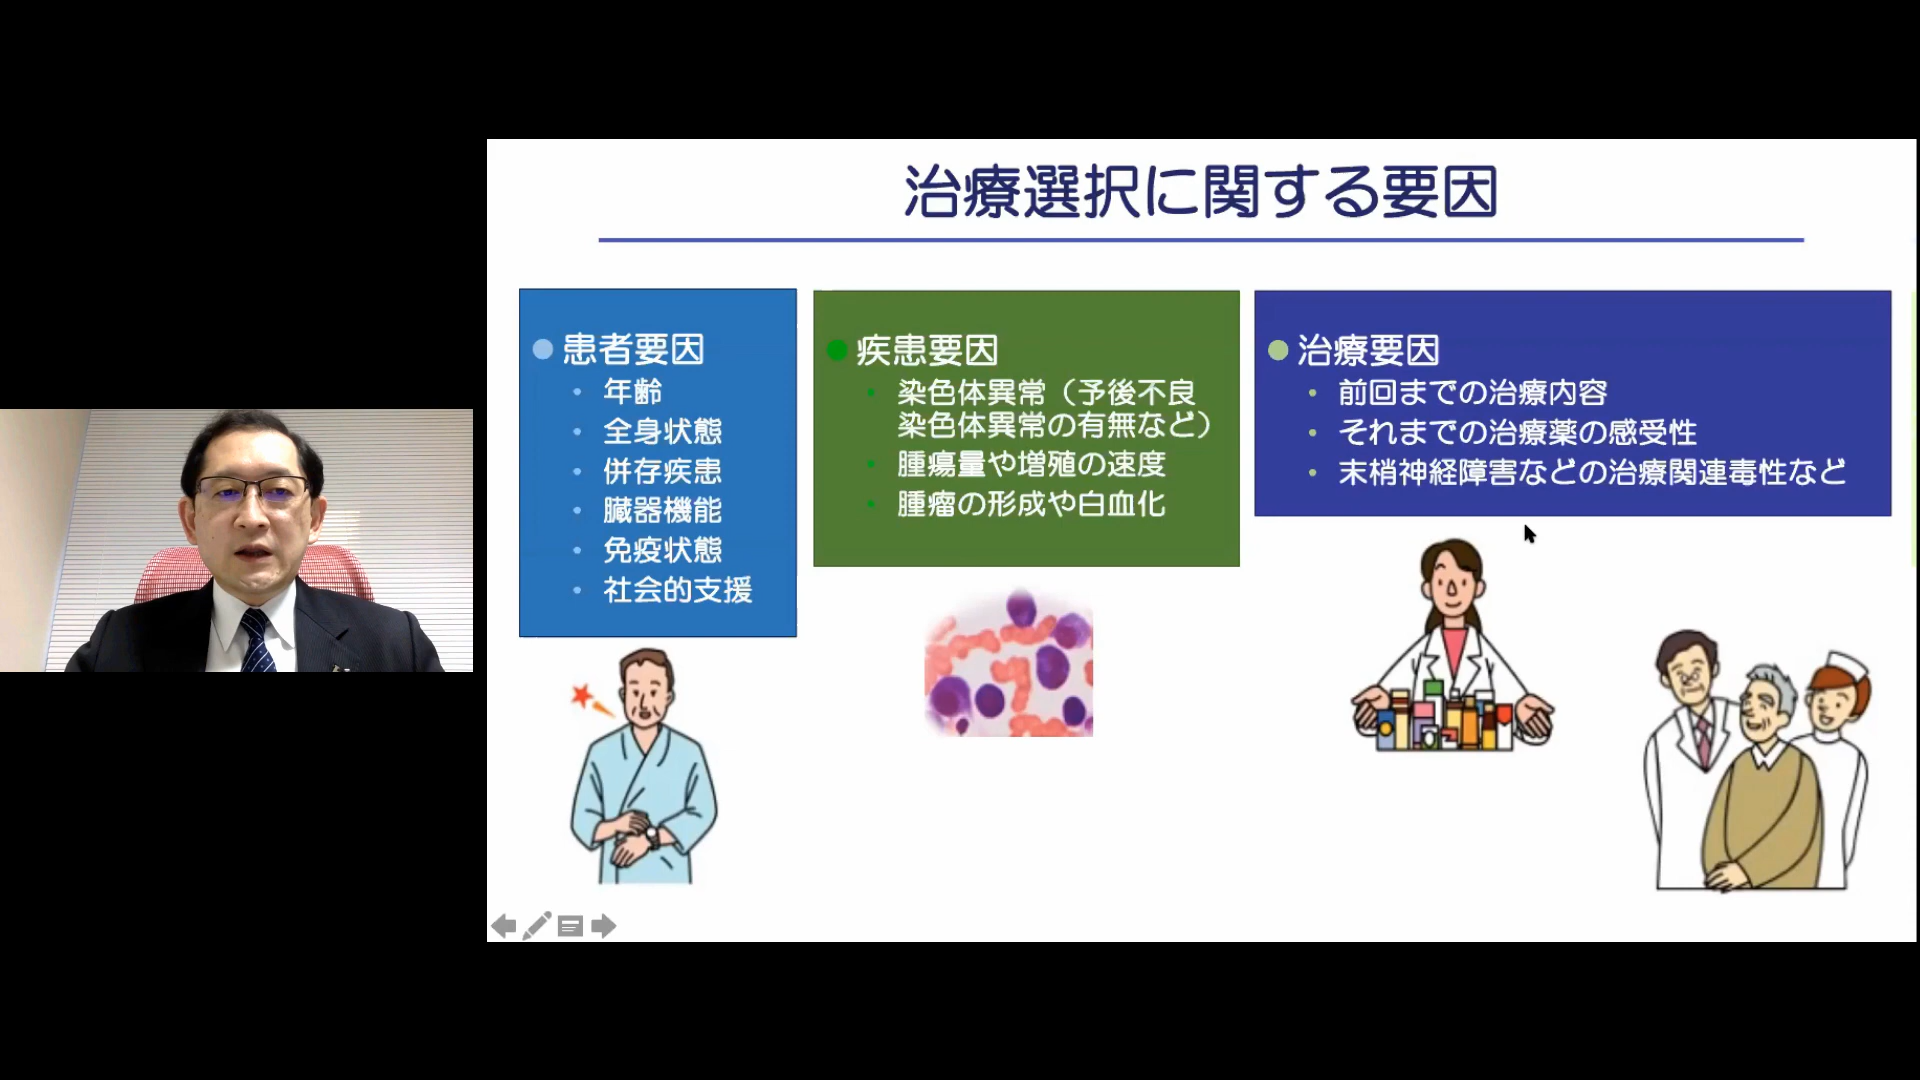 治療選択に関する要因
患者要因
年齢
全身状態
併存疾患
臓器機能
免疫状態
社会的支援
疾患要因
染色体異常（予後不良
染色体異常の有無など）
腫瘍量や増殖の速度
腫瘤の形成や白血化
治療要因
前回までの治療内容
それまでの治療薬の感受性
末梢神経障害などの治療関連毒性など